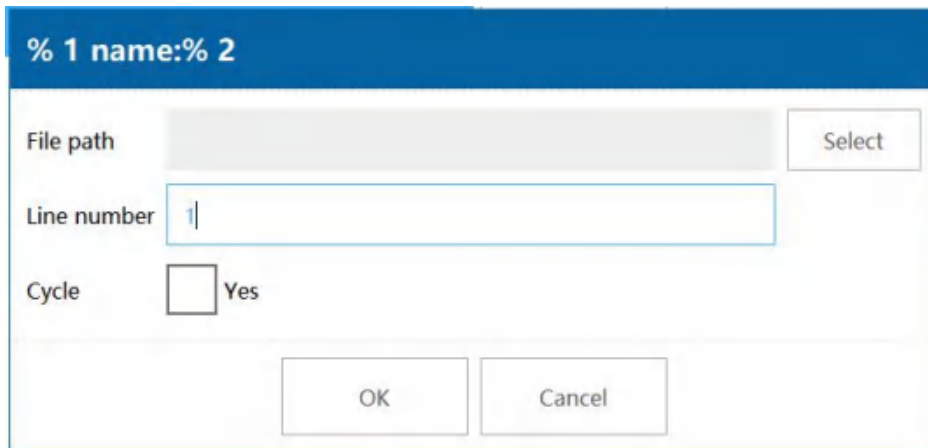 % 1 name:% 2
File path Select
Line number 1
Cycle Yes
OK Cancel